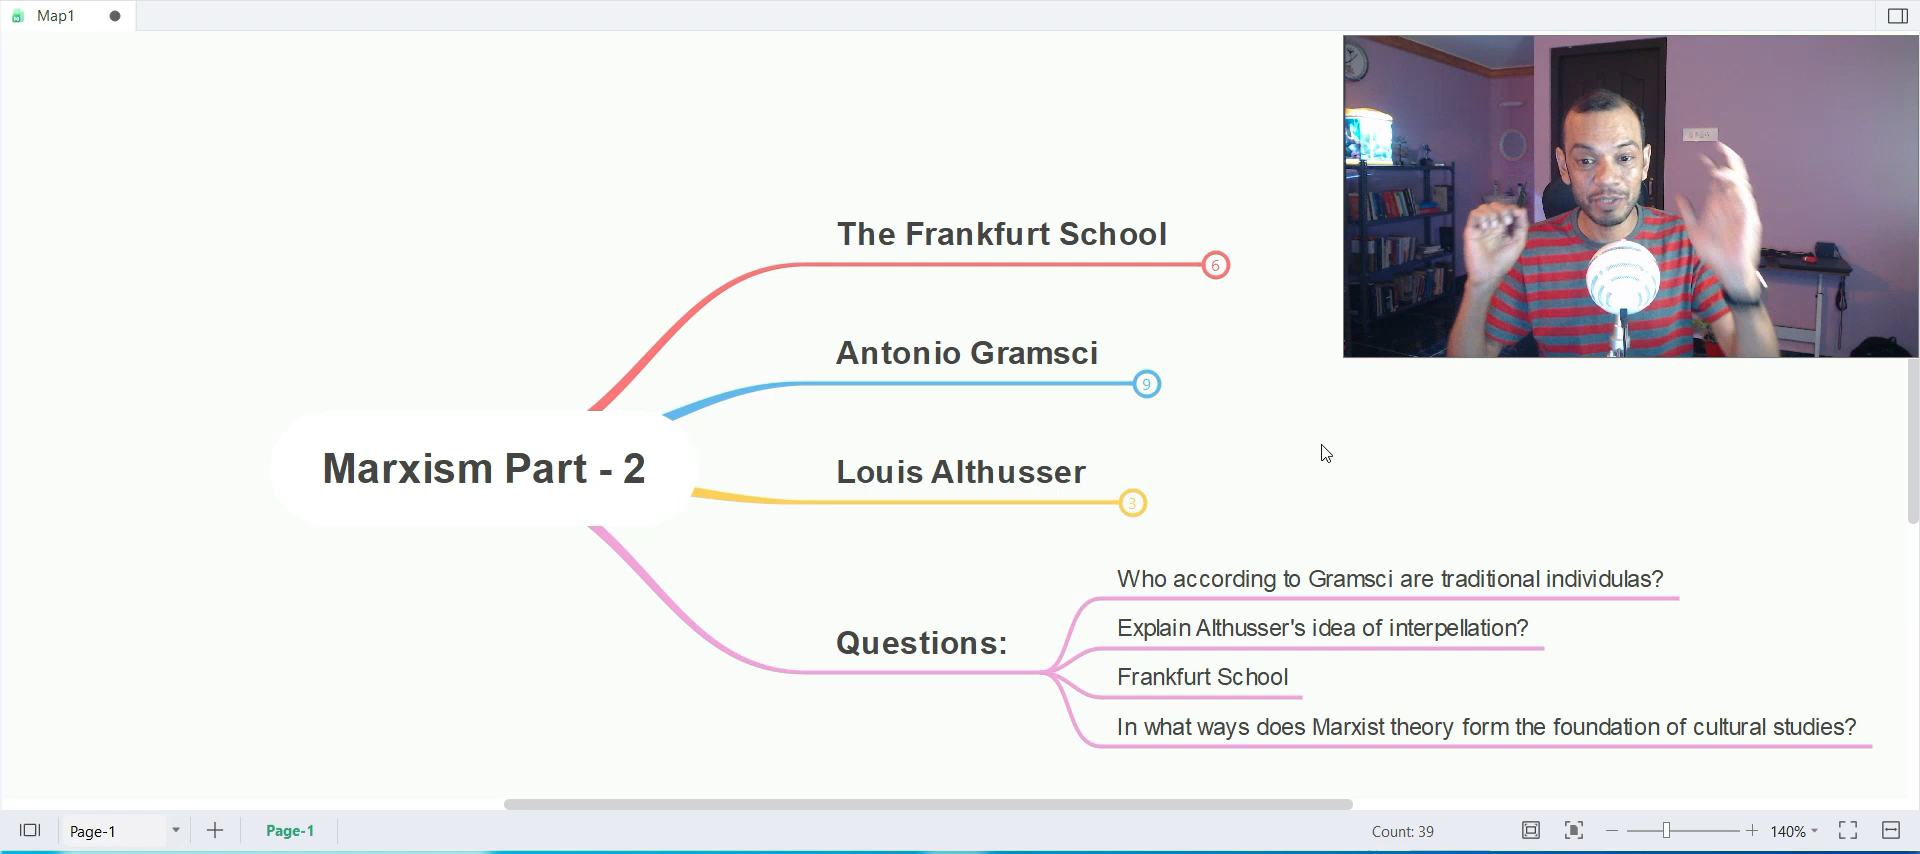 Map1
The Frankfurt School
6
Antonio Gramsci
9
Marxism Part - 2
Louis Althusser
3
Questions:
Who according to Gramsci are traditional individulas?
Explain Althusser's idea of interpellation?
Frankfurt School
In what ways does Marxist theory form the foundation of cultural studies?
Page-1
Page-1
Count: 39
140%